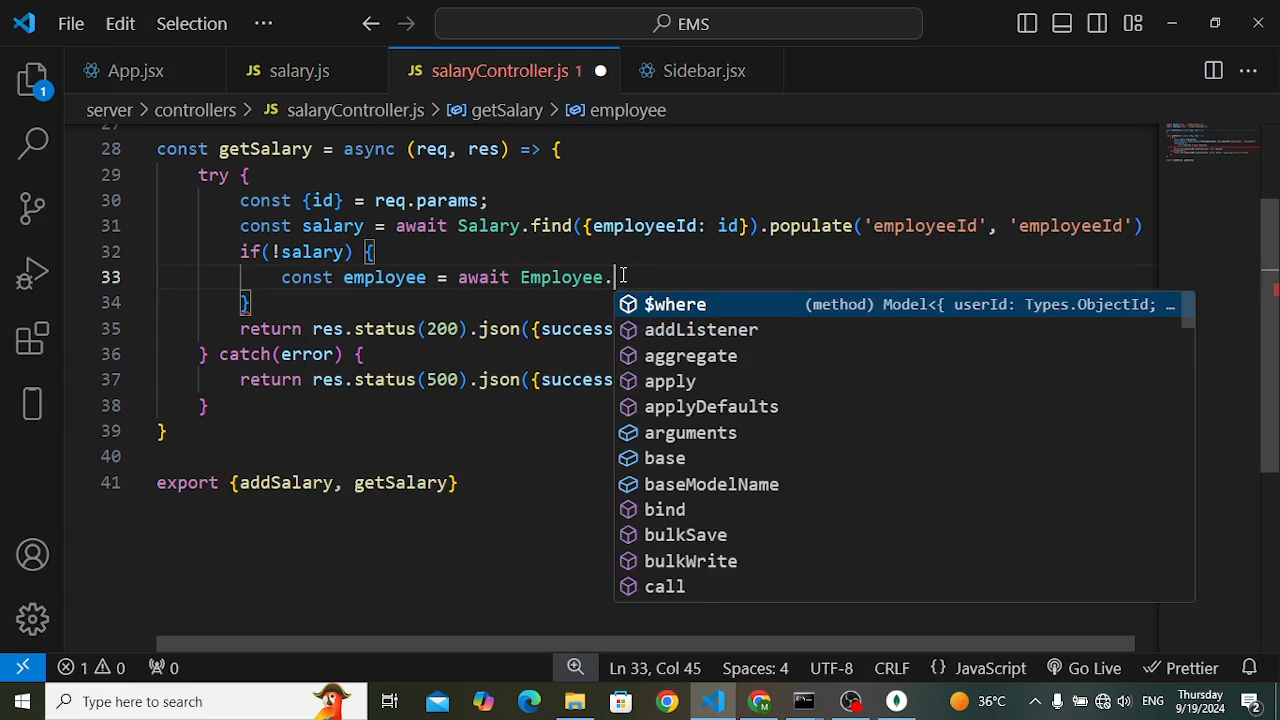 File Edit Selection ··· EMS
App.jsx JS salary.js JS salaryController.js 1 Sidebar.jsx ···
server > controllers > JS salaryController.js > getSalary > employee
28 const getSalary = async (req, res) => {
29 try {
30 const {id} = req.params;
31 const salary = await Salary.find({employeeId: id}).populate('employeeId', 'employeeId')
32 if(!salary) {
33 const employee = await Employee.
34 }
35 return res.status(200).json({success
36 } catch(error) {
37 return res.status(500).json({success
38 }
39 }
40
41 export {addSalary, getSalary}
$where (method) Model<{ userId: Types.ObjectId; …
addListener
aggregate
apply
applyDefaults
arguments
base
baseModelName
bind
bulkSave
bulkWrite
call
1
1 0 0 Ln 33, Col 45 Spaces: 4 UTF-8 CRLF {} JavaScript Go Live Prettier
Type here to search 36°C ENG Thursday
9/19/2024